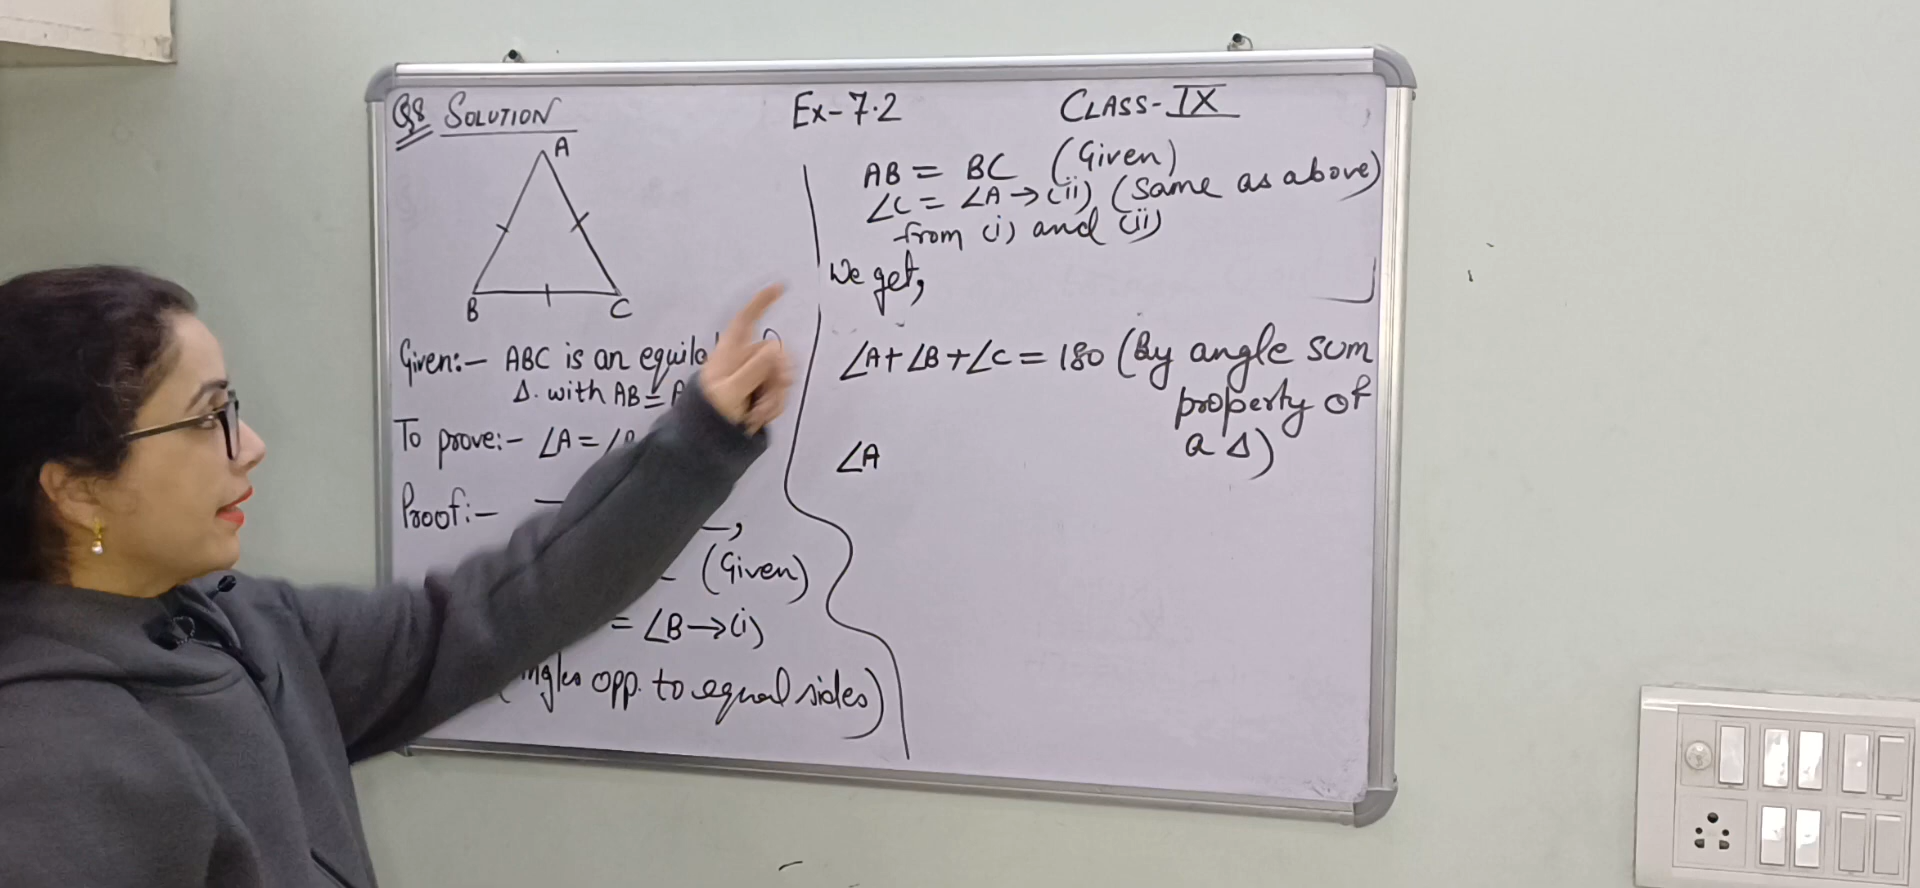 Q8 SOLUTION
Ex-7.2
CLASS-IX
A
B
C
Given:- ABC is an
Δ. with AB =
To prove:- ∠A =
Proof:-
(Given)
= ∠B → (i)
opp. to equal sides)
AB = BC (Given)
∠C = ∠A → (ii) (Same as above)
from (i) and (ii)
We get,
∠A + ∠B + ∠C = 180 (By angle sum
property of
a Δ)
∠A